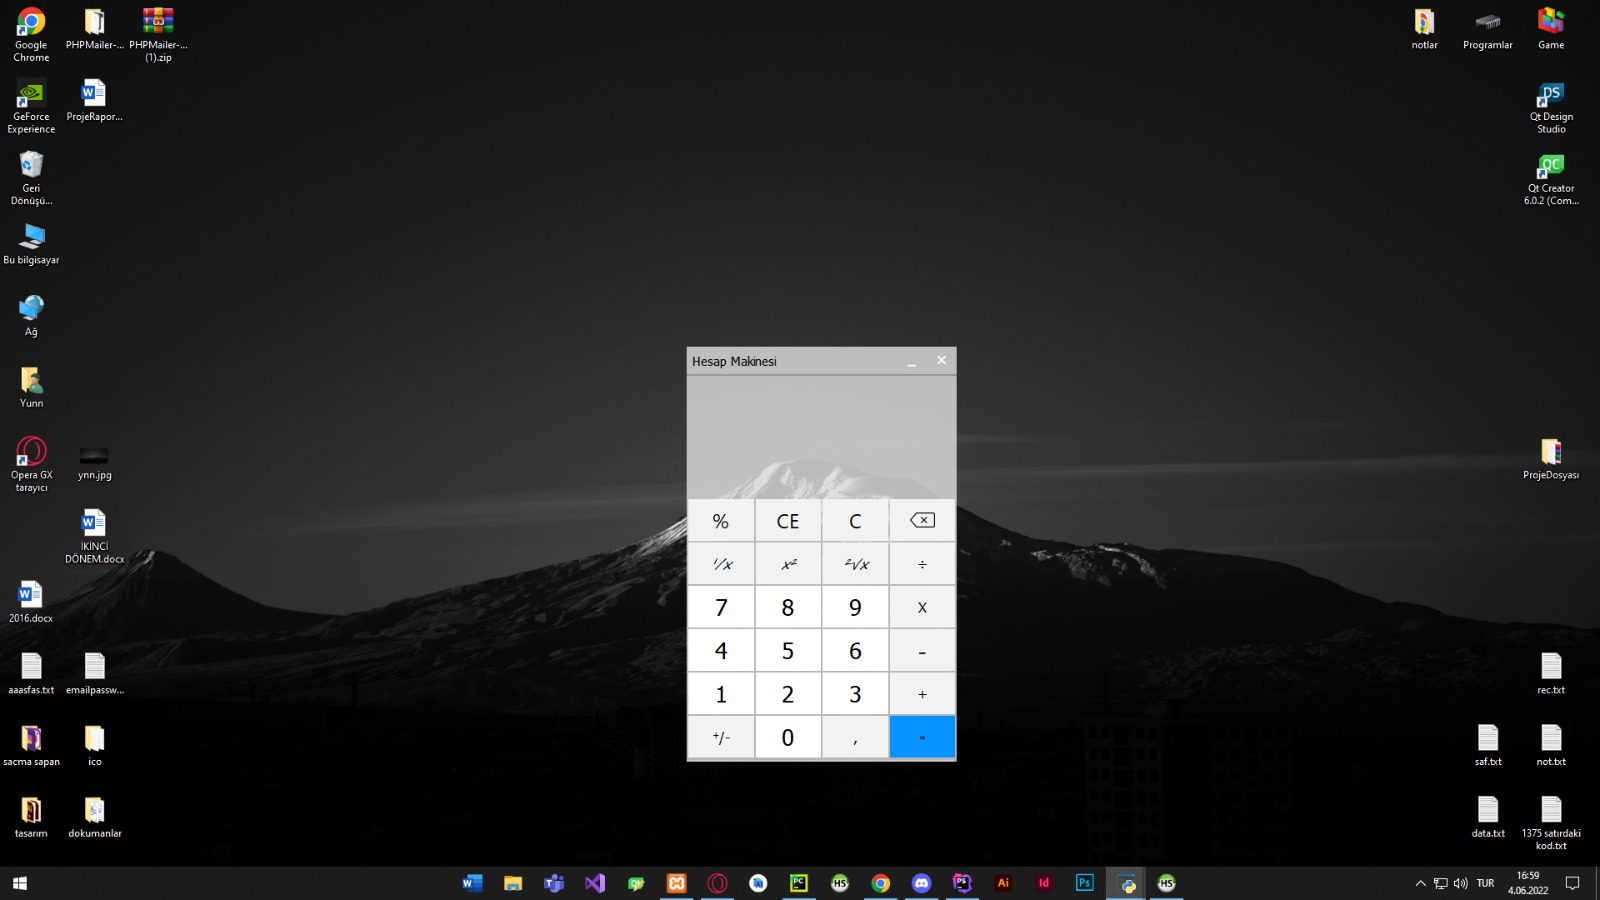 Google
Chrome
PHPMailer-...
PHPMailer-...
(1).zip
notlar
Programlar
Game
GeForce
Experience
ProjeRapor...
Qt Design
Studio
Geri
Dönüşü...
Qt Creator
6.0.2 (Com...
Bu bilgisayar
Ağ
Yunn
Opera GX
tarayıcı
ynn.jpg
ProjeDosyası
İKİNCİ
DÖNEM.docx
2016.docx
aaasfas.txt
emailpassw...
rec.txt
sacma sapan
ico
saf.txt
not.txt
tasarım
dokumanlar
data.txt
1375 satırdaki
kod.txt
Hesap Makinesi
% CE C
¹/x x² ²√x ÷
7 8 9 X
4 5 6 -
1 2 3 +
+/- 0 ,
TUR
16:59
4.06.2022